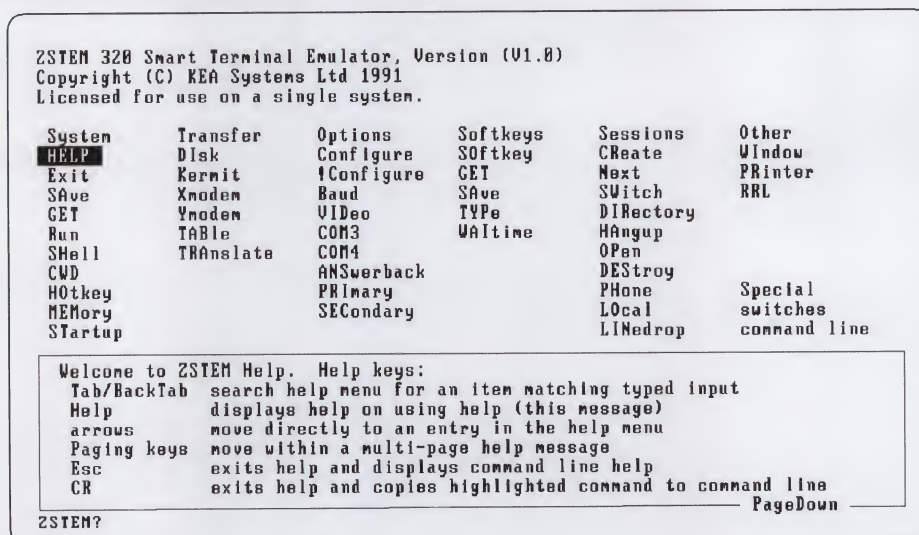 ZSTEM 320 Smart Terminal Emulator, Version (V1.0)
Copyright (C) KEA Systems Ltd 1991
Licensed for use on a single system.
System Transfer Options Softkeys Sessions Other
HELP DIsk Configure SOftkey CReate WIndow
Exit Kermit !Configure GET Next PRinter
SAve Xmodem Baud SAve SWitch RRL
GET Ymodem VIDeo TYPe DIRectory
Run TABle COM3 WAItime HAngup
SHell TRAnslate COM4 OPen
CWD ANSwerback DEStroy
HOtkey PRImary PHone Special
MEMory SECondary LOcal switches
STartup LINedrop command line
Welcome to ZSTEM Help. Help keys:
Tab/BackTab search help menu for an item matching typed input
Help displays help on using help (this message)
arrows move directly to an entry in the help menu
Paging keys move within a multi-page help message
Esc exits help and displays command line help
CR exits help and copies highlighted command to command line
PageDown
ZSTEM?